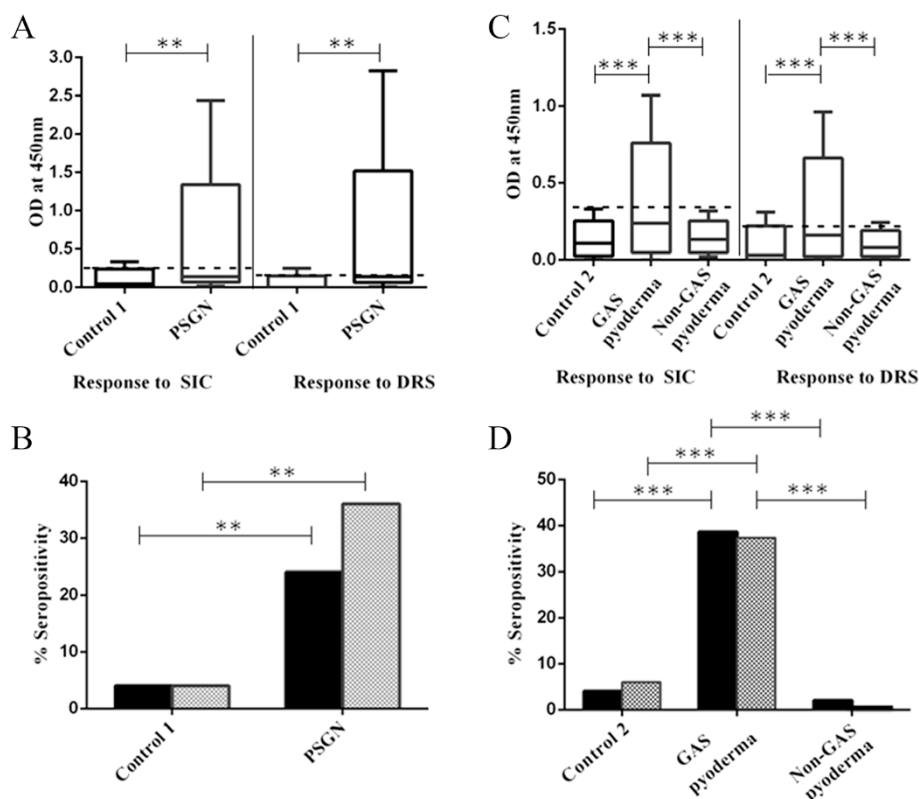 A
OD at 450nm
3.0
2.5
2.0
1.5
1.0
0.5
0.0
**
**
Control 1
PSGN
Control 1
PSGN
Response to SIC
Response to DRS
C
OD at 450nm
1.5
1.0
0.5
0.0
***
***
***
***
Control 2
GAS
pyoderma
Non-GAS
pyoderma
Control 2
GAS
pyoderma
Non-GAS
pyoderma
Response to SIC
Response to DRS
B
% Seropositivity
40
30
20
10
0
**
**
Control 1
PSGN
D
% Seropositivity
50
40
30
20
10
0
***
***
***
***
Control 2
GAS
pyoderma
Non-GAS
pyoderma